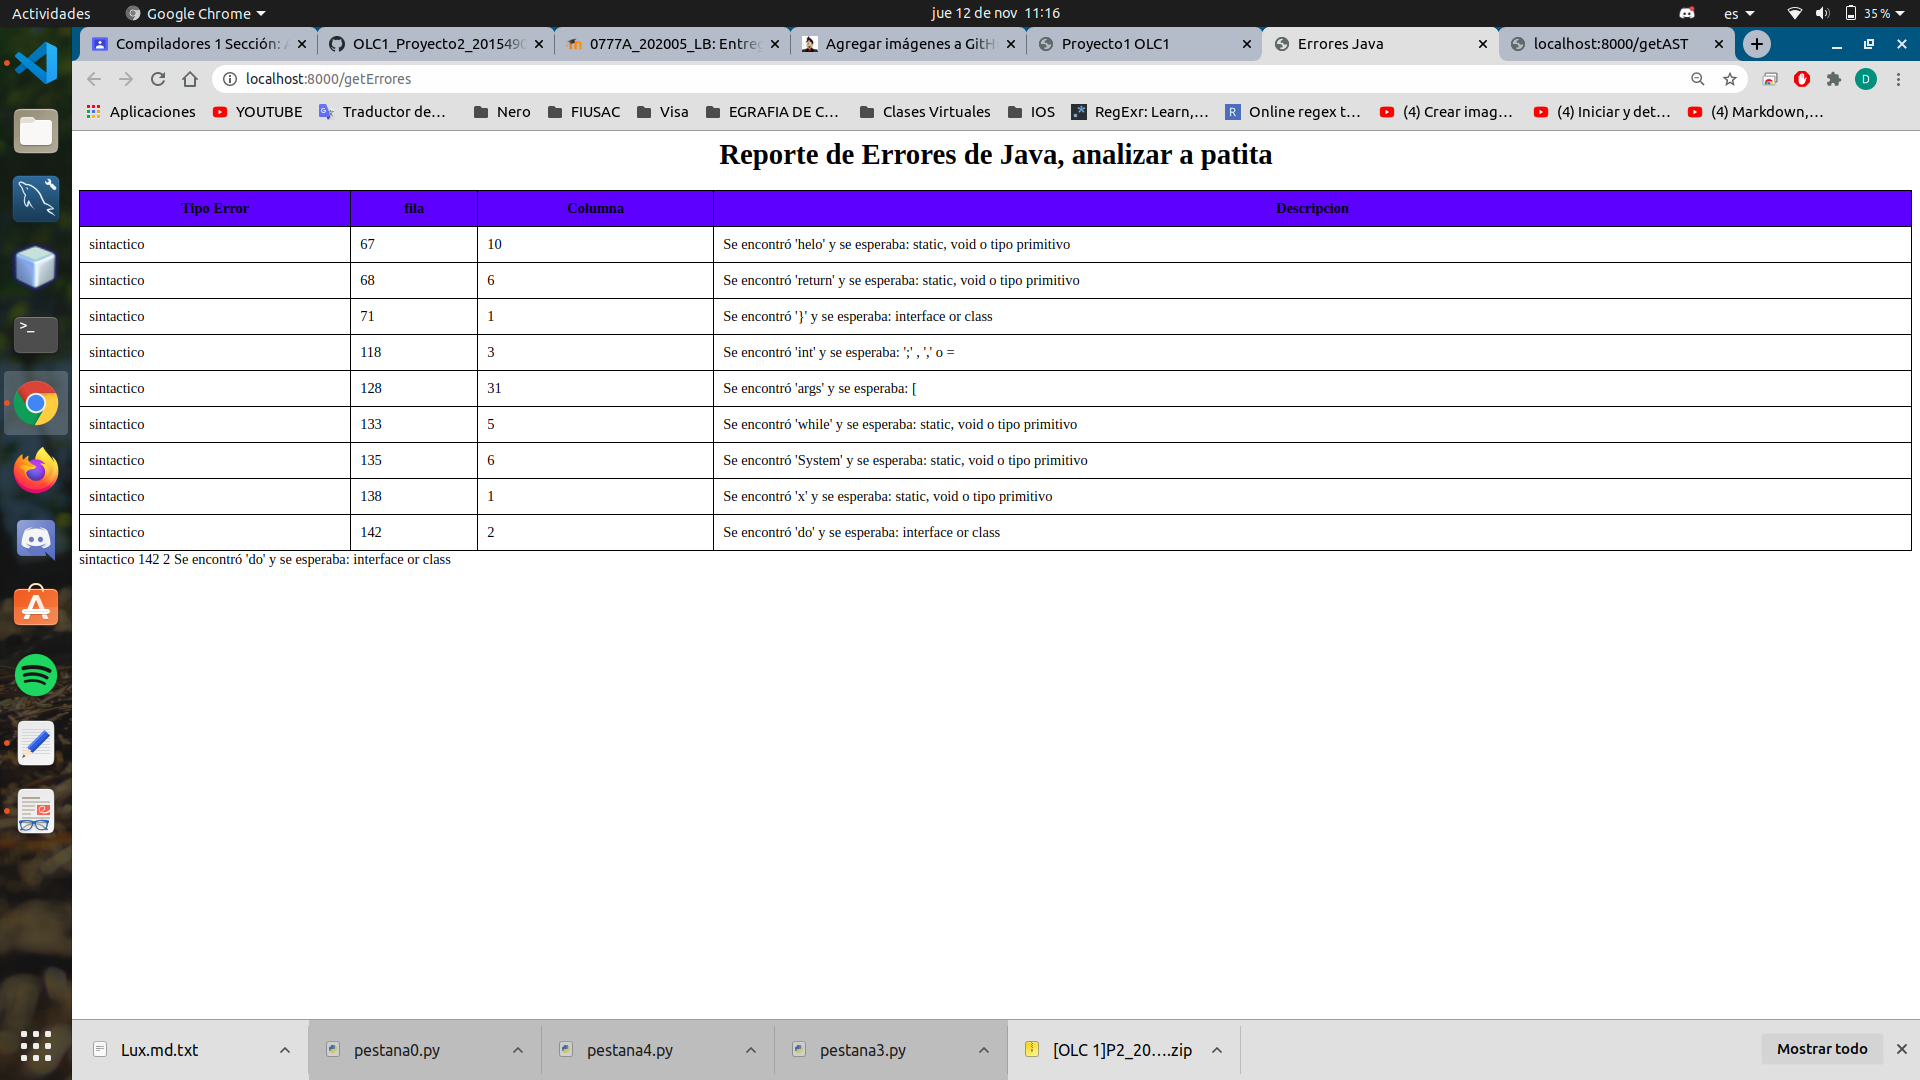 Actividades Google Chrome jue 12 de nov 11:16 es 35 %
Compiladores 1 Sección: OLC1_Proyecto2_201549 0777A_202005_LB: Entre Agregar imágenes a GitH Proyecto1 OLC1 Errores Java localhost:8000/getAST
localhost:8000/getErrores D
Aplicaciones YOUTUBE Traductor de... Nero FIUSAC Visa EGRAFIA DE C... Clases Virtuales IOS RegExr: Learn,... Online regex t... (4) Crear imag... (4) Iniciar y det... (4) Markdown,...
Reporte de Errores de Java, analizar a patita
Tipo Error fila Columna Descripcion
sintactico 67 10 Se encontró 'helo' y se esperaba: static, void o tipo primitivo
sintactico 68 6 Se encontró 'return' y se esperaba: static, void o tipo primitivo
sintactico 71 1 Se encontró '}' y se esperaba: interface or class
sintactico 118 3 Se encontró 'int' y se esperaba: ';' , ',' o =
sintactico 128 31 Se encontró 'args' y se esperaba: [
sintactico 133 5 Se encontró 'while' y se esperaba: static, void o tipo primitivo
sintactico 135 6 Se encontró 'System' y se esperaba: static, void o tipo primitivo
sintactico 138 1 Se encontró 'x' y se esperaba: static, void o tipo primitivo
sintactico 142 2 Se encontró 'do' y se esperaba: interface or class
sintactico 142 2 Se encontró 'do' y se esperaba: interface or class
Lux.md.txt pestana0.py pestana4.py pestana3.py [OLC 1]P2_20....zip Mostrar todo